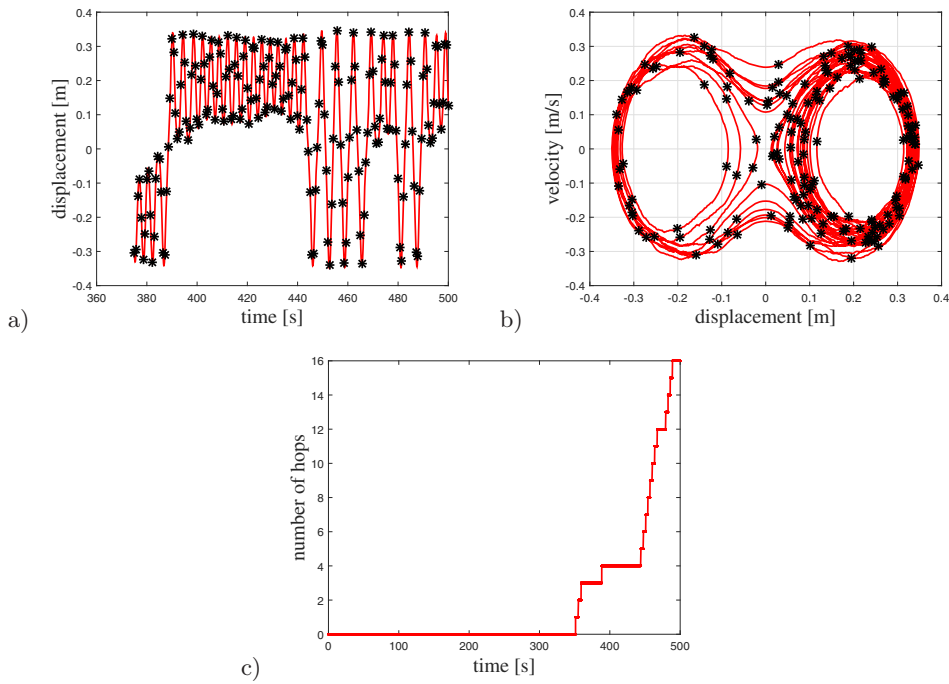 0.4
0.3
0.2
0.1
0
-0.1
-0.2
-0.3
-0.4
displacement [m]
360 380 400 420 440 460 480 500
time [s]
a)
0.4
0.3
0.2
0.1
0
-0.1
-0.2
-0.3
-0.4
velocity [m/s]
-0.4 -0.3 -0.2 -0.1 0 0.1 0.2 0.3 0.4
displacement [m]
b)
16
14
12
10
8
6
4
2
0
number of hops
0 100 200 300 400 500
time [s]
c)